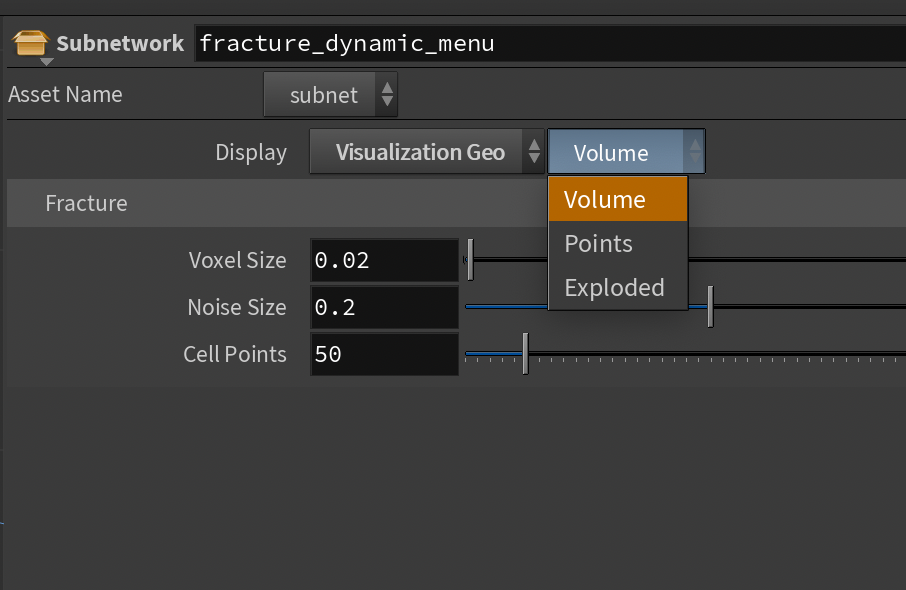 Subnetwork fracture_dynamic_menu
Asset Name subnet
Display Visualization Geo Volume
Volume
Fracture
Points
Exploded
Voxel Size 0.02
Noise Size 0.2
Cell Points 50